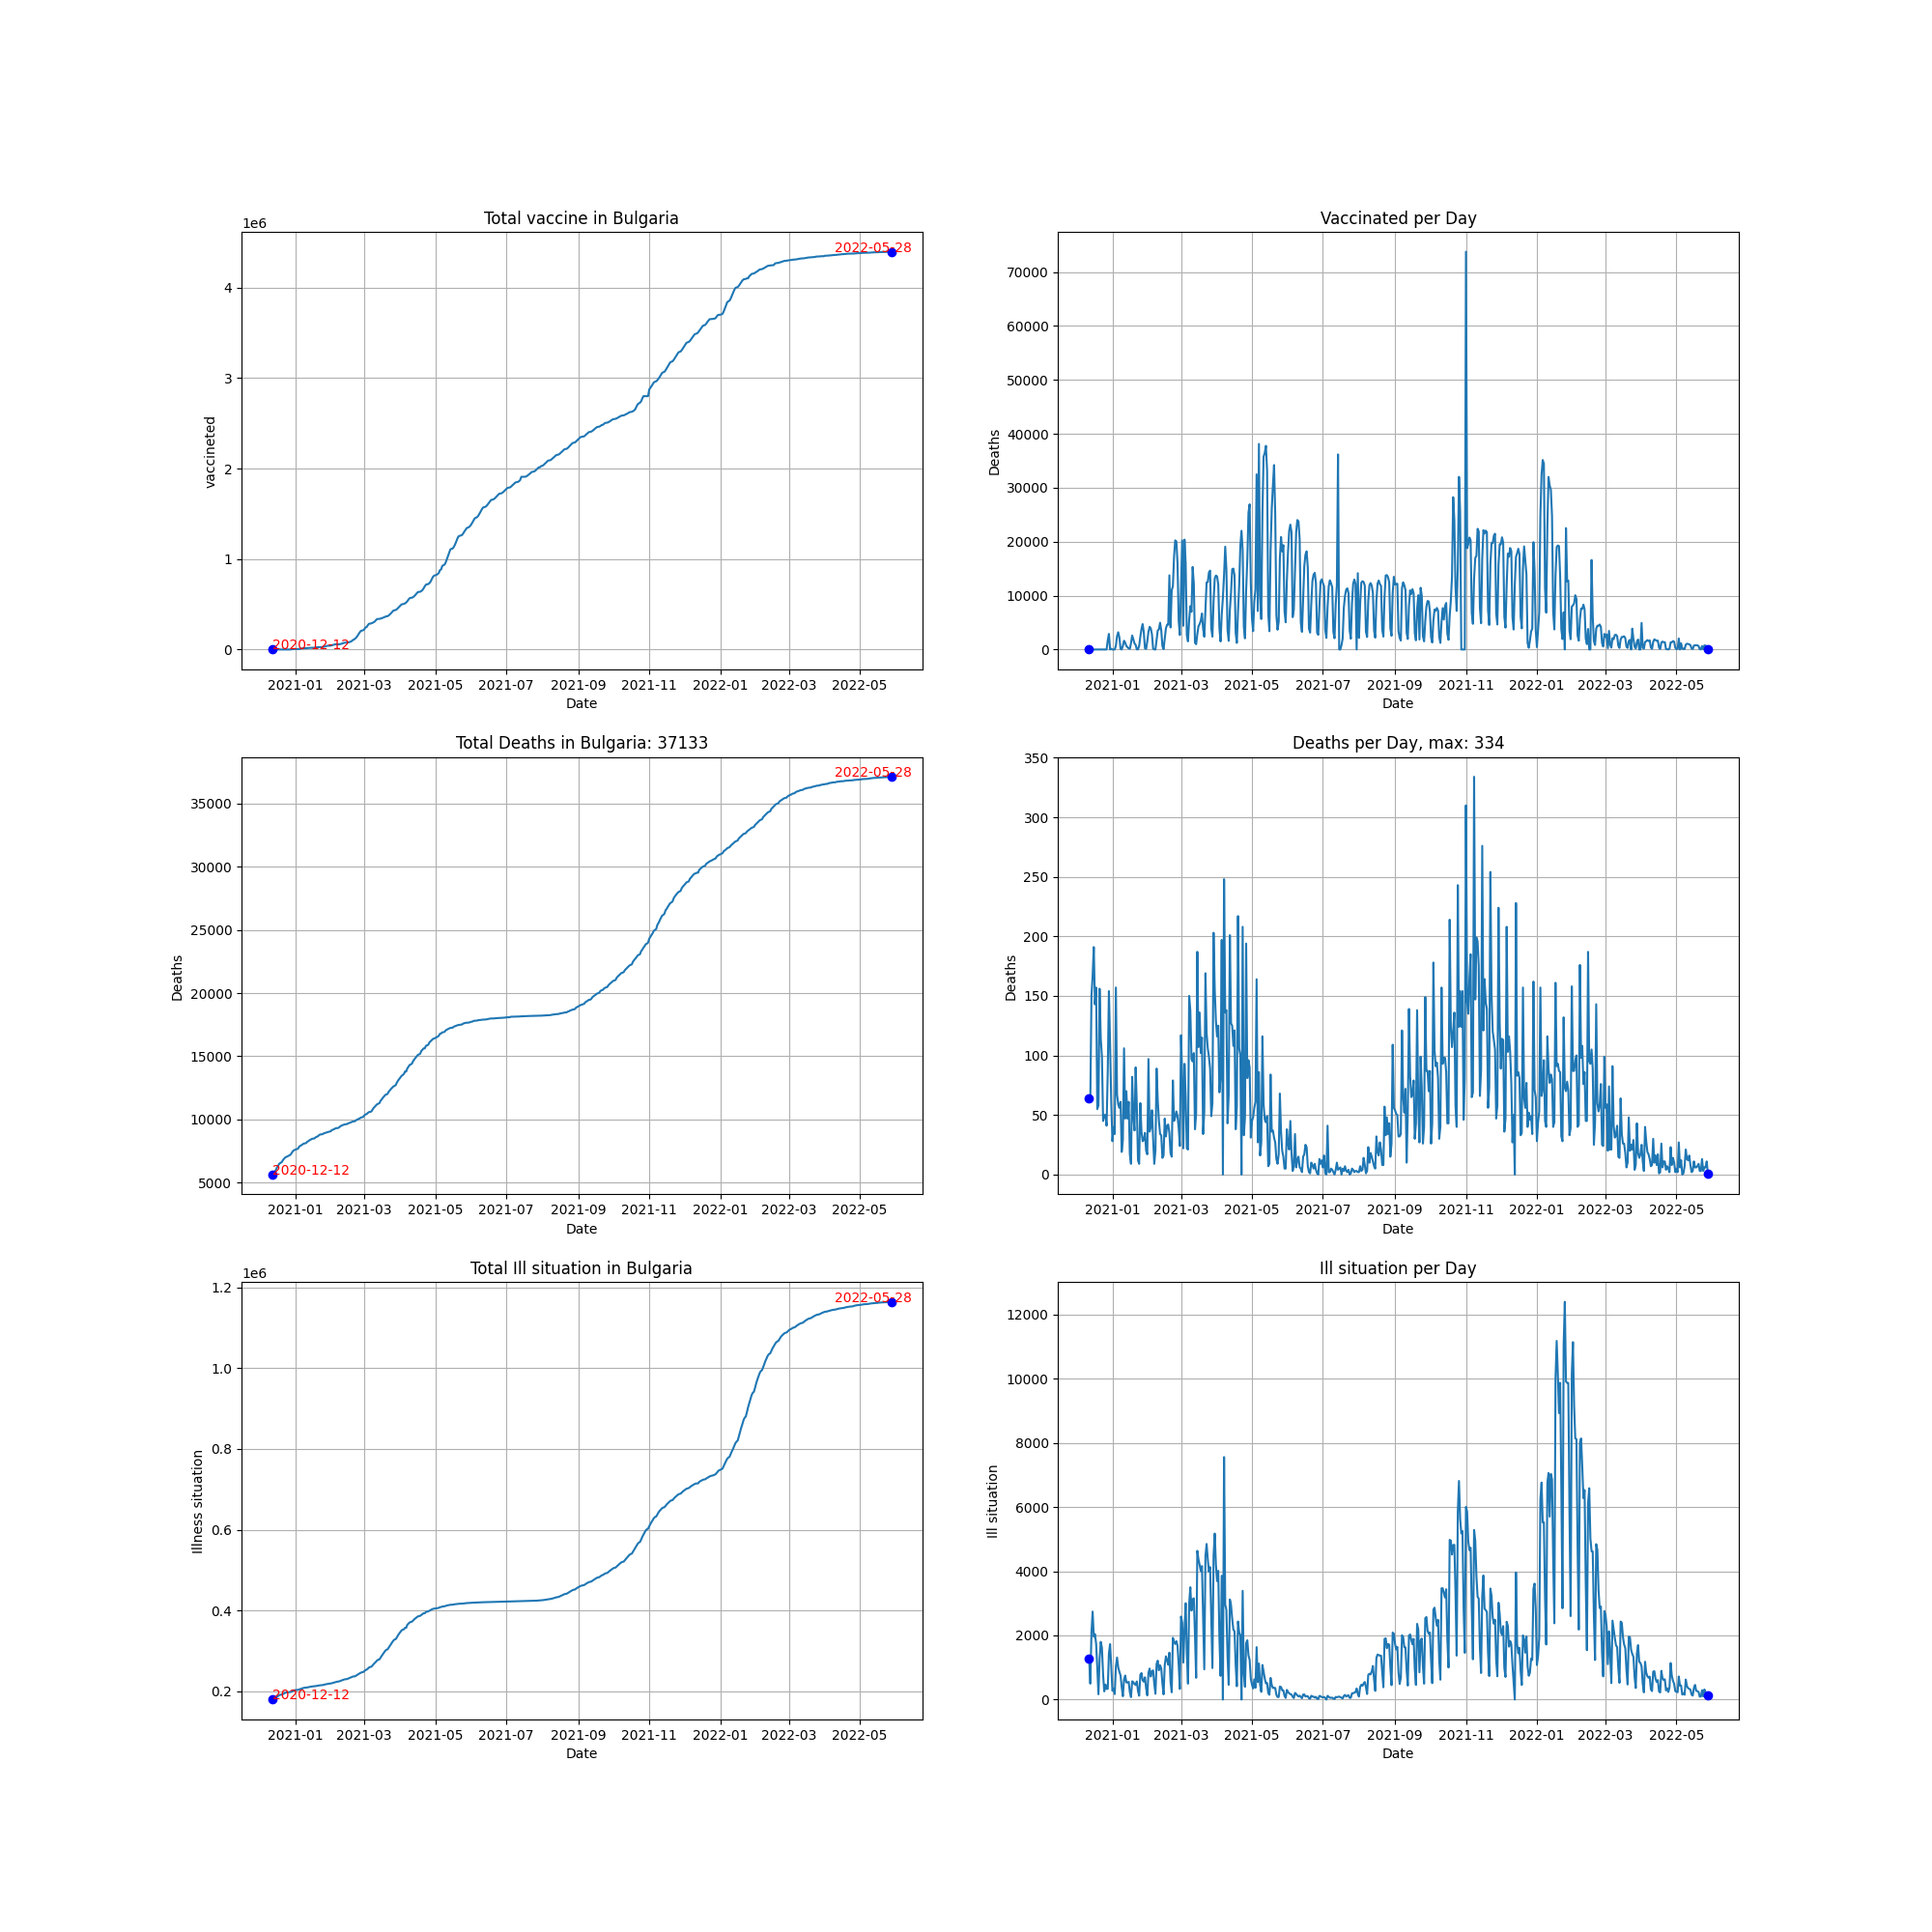 Total vaccine in Bulgaria
1e6
vaccineted
4
3
2
1
0
2022-05-28
2020-12-12
2021-01 2021-03 2021-05 2021-07 2021-09 2021-11 2022-01 2022-03 2022-05
Date
Vaccinated per Day
Deaths
70000
60000
50000
40000
30000
20000
10000
0
2021-01 2021-03 2021-05 2021-07 2021-09 2021-11 2022-01 2022-03 2022-05
Date
Total Deaths in Bulgaria: 37133
Deaths
35000
30000
25000
20000
15000
10000
5000
2022-05-28
2020-12-12
2021-01 2021-03 2021-05 2021-07 2021-09 2021-11 2022-01 2022-03 2022-05
Date
Deaths per Day, max: 334
Deaths
350
300
250
200
150
100
50
0
2021-01 2021-03 2021-05 2021-07 2021-09 2021-11 2022-01 2022-03 2022-05
Date
Total Ill situation in Bulgaria
1e6
Illness situation
1.2
1.0
0.8
0.6
0.4
0.2
2022-05-28
2020-12-12
2021-01 2021-03 2021-05 2021-07 2021-09 2021-11 2022-01 2022-03 2022-05
Date
Ill situation per Day
Ill situation
12000
10000
8000
6000
4000
2000
0
2021-01 2021-03 2021-05 2021-07 2021-09 2021-11 2022-01 2022-03 2022-05
Date